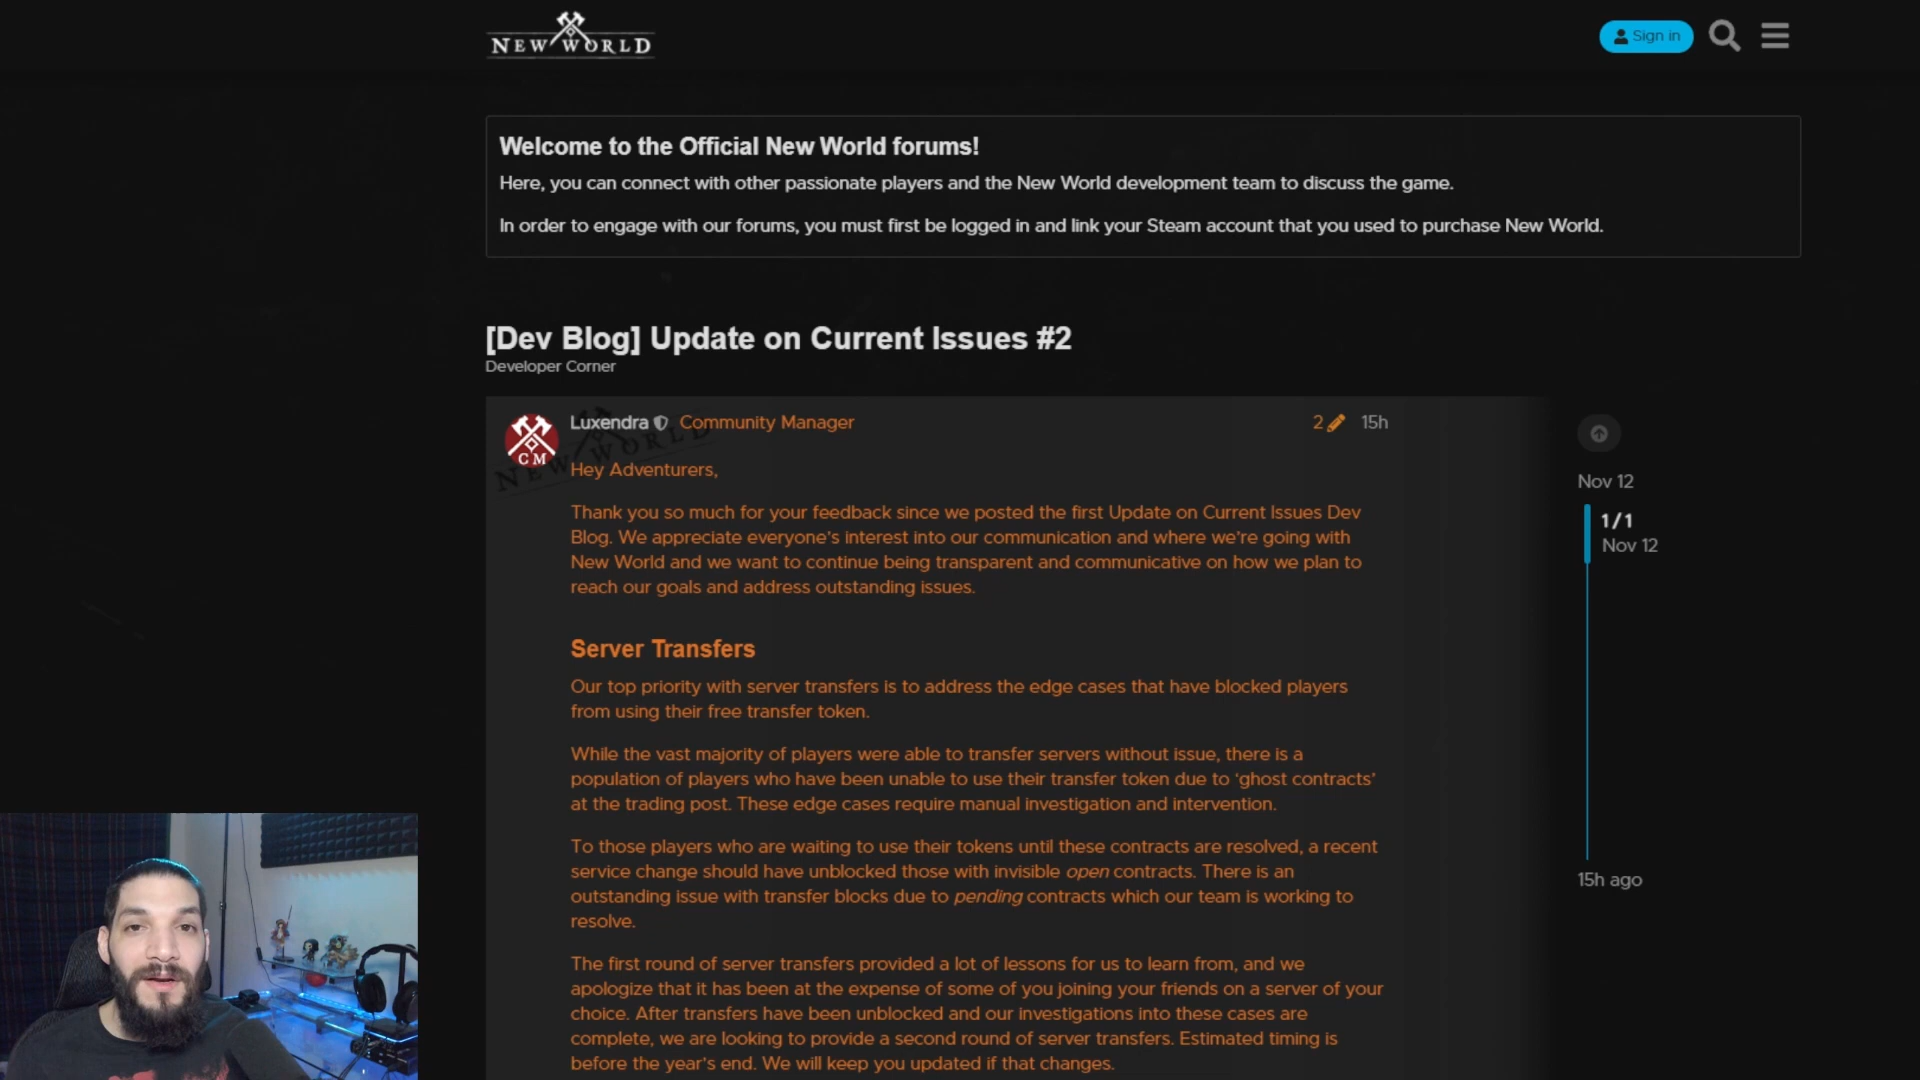 NEW WORLD
Sign in
Welcome to the Official New World forums!
Here, you can connect with other passionate players and the New World development team to discuss the game.
In order to engage with our forums, you must first be logged in and link your Steam account that you used to purchase New World.
[Dev Blog] Update on Current Issues #2
Developer Corner
Luxendra Community Manager 2 15h
CM
NEW WORLD
Hey Adventurers,
Thank you so much for your feedback since we posted the first Update on Current Issues Dev
Blog. We appreciate everyone's interest into our communication and where we're going with
New World and we want to continue being transparent and communicative on how we plan to
reach our goals and address outstanding issues.
Server Transfers
Our top priority with server transfers is to address the edge cases that have blocked players
from using their free transfer token.
While the vast majority of players were able to transfer servers without issue, there is a
population of players who have been unable to use their transfer token due to ‘ghost contracts’
at the trading post. These edge cases require manual investigation and intervention.
To those players who are waiting to use their tokens until these contracts are resolved, a recent
service change should have unblocked those with invisible open contracts. There is an
outstanding issue with transfer blocks due to pending contracts which our team is working to
resolve.
The first round of server transfers provided a lot of lessons for us to learn from, and we
apologize that it has been at the expense of some of you joining your friends on a server of your
choice. After transfers have been unblocked and our investigations into these cases are
complete, we are looking to provide a second round of server transfers. Estimated timing is
before the year's end. We will keep you updated if that changes.
Nov 12
1/1
Nov 12
15h ago